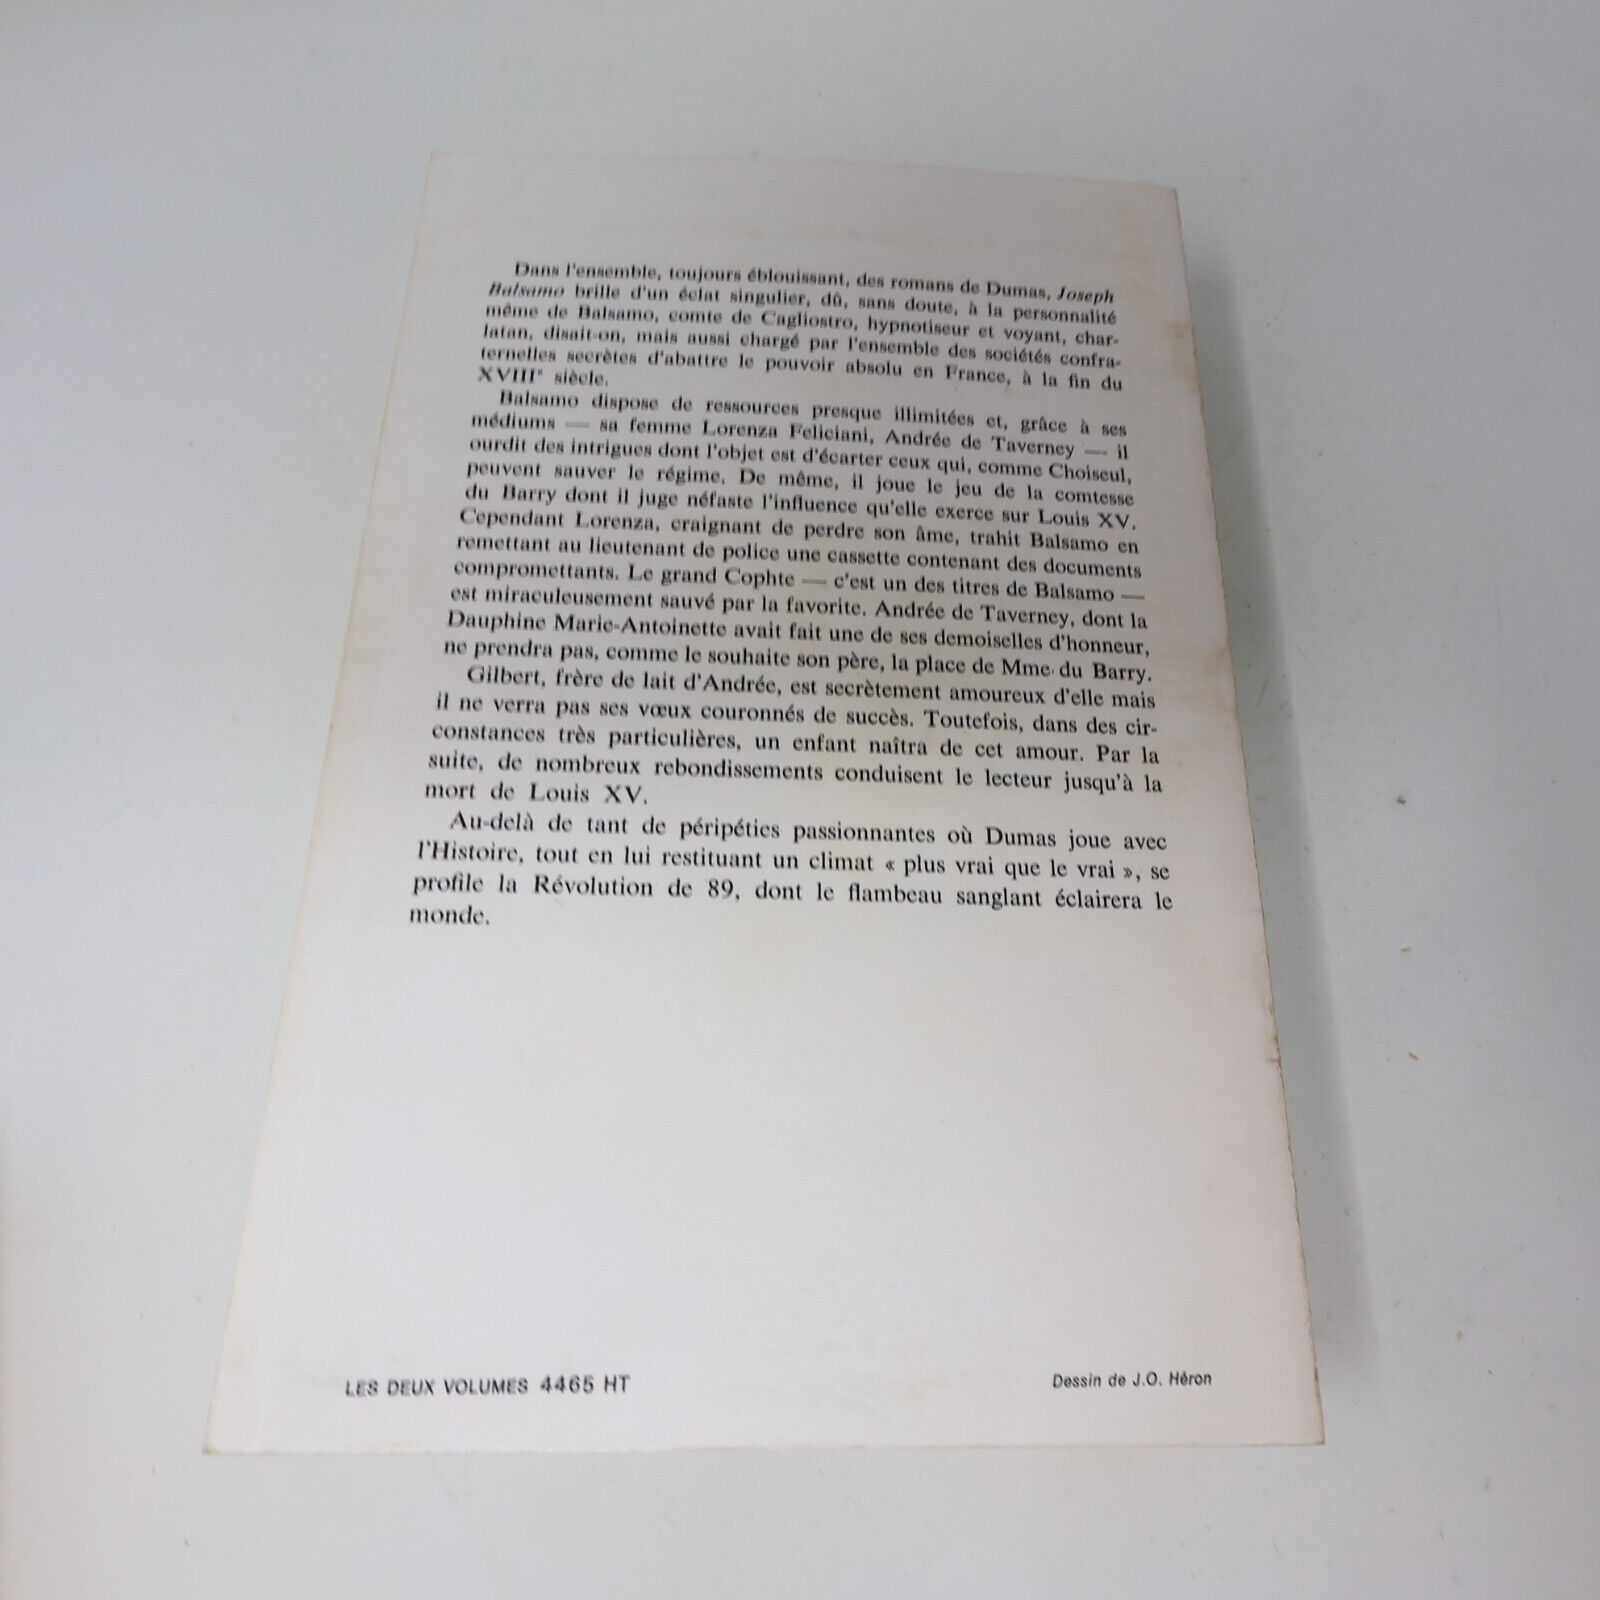 Dans l'ensemble, toujours éblouissant, des romans de Dumas, Joseph
Balsamo brille d'un éclat singulier, dû, sans doute, à la personnalité
même de Balsamo, comte de Cagliostro, hypnotiseur et voyant, char-
latan, disait-on, mais aussi chargé par l'ensemble des sociétés confra-
ternelles secrètes d'abattre le pouvoir absolu en France, à la fin du
XVIIIe siècle.
Balsamo dispose de ressources presque illimitées et, grâce à ses
médiums — sa femme Lorenza Feliciani, Andrée de Taverney — il
ourdit des intrigues dont l'objet est d'écarter ceux qui, comme Choiseul,
peuvent sauver le régime. De même, il joue le jeu de la comtesse
du Barry dont il juge néfaste l'influence qu'elle exerce sur Louis XV.
Cependant Lorenza, craignant de perdre son âme, trahit Balsamo en
remettant au lieutenant de police une cassette contenant des documents
compromettants. Le grand Cophte — c'est un des titres de Balsamo —
est miraculeusement sauvé par la favorite. Andrée de Taverney, dont la
Dauphine Marie-Antoinette avait fait une de ses demoiselles d'honneur,
ne prendra pas, comme le souhaite son père, la place de Mme du Barry.
Gilbert, frère de lait d'Andrée, est secrètement amoureux d'elle mais
il ne verra pas ses vœux couronnés de succès. Toutefois, dans des cir-
constances très particulières, un enfant naîtra de cet amour. Par la
suite, de nombreux rebondissements conduisent le lecteur jusqu'à la
mort de Louis XV.
Au-delà de tant de péripéties passionnantes où Dumas joue avec
l'Histoire, tout en lui restituant un climat « plus vrai que le vrai », se
profile la Révolution de 89, dont le flambeau sanglant éclairera le
monde.
LES DEUX VOLUMES 4465 HT
Dessin de J.O. Héron